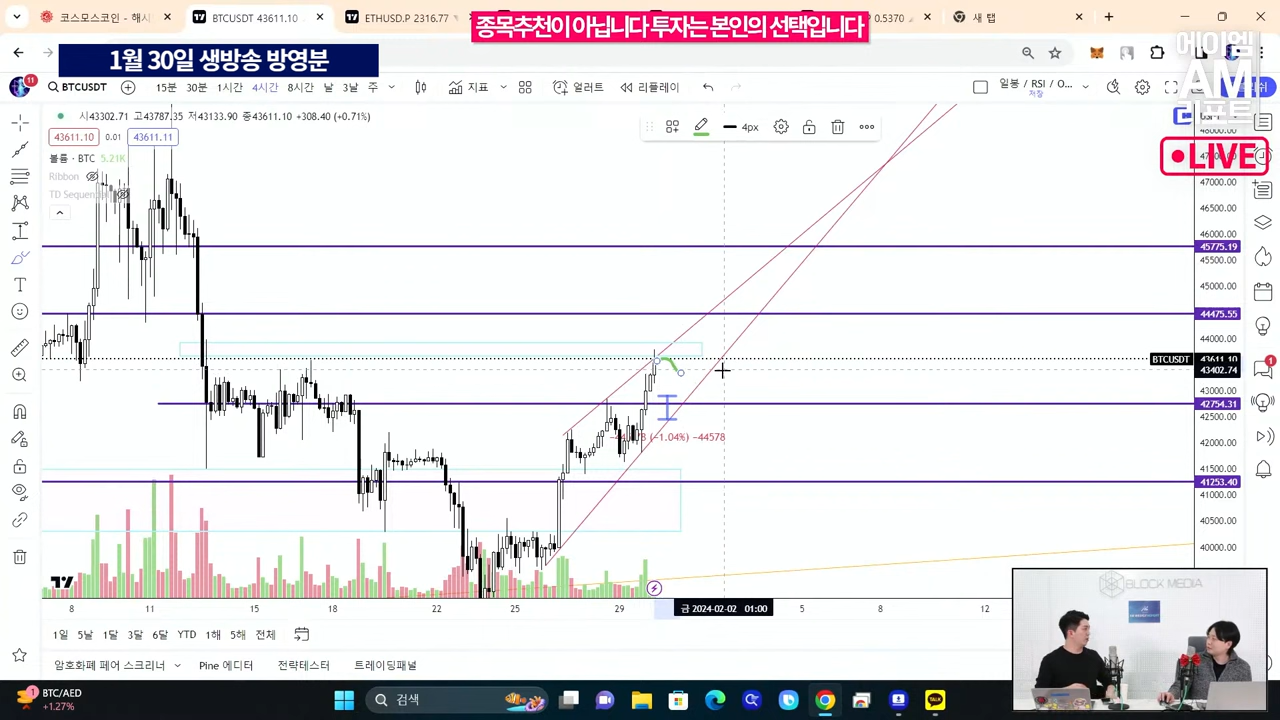 코스모스코인 - 해시
BTCUSDT 43611.10
ETHUSD.P 2316.77
0.5370
새 탭
종목추천이 아닙니다 투자는 본인의 선택입니다
1월 30일 생방송 방영분
에이엠
AM
리포트
LIVE
11
BTCUSDT
15분 30분 1시간 4시간 8시간 날 3날 주
지표
얼러트
리플레이
일봉 / RSI / O...
저장
시43302.71 고43787.35 저43133.90 종43611.10 +308.40 (+0.71%)
43611.10 0.01 43611.11
볼륨 · BTC 5.21K
Ribbon
TD Sequential
4px
47000.00
46500.00
46000.00
45775.19
45500.00
45000.00
44475.55
44000.00
BTCUSDT 43611.10
43402.74
43000.00
42754.31
42500.00
42000.00
41500.00
41253.40
41000.00
40500.00
40000.00
(−1.04%) −44578
8 11 15 18 22 25 29 금 2024-02-02 01:00 5 8 12
1일 5날 1달 3달 6달 YTD 1해 5해 전체
암호화폐 페어 스크리너 Pine 에디터 전략테스터 트레이딩패널
BLOCK MEDIA
1
BTC/AED
+1.27%
검색
TALK